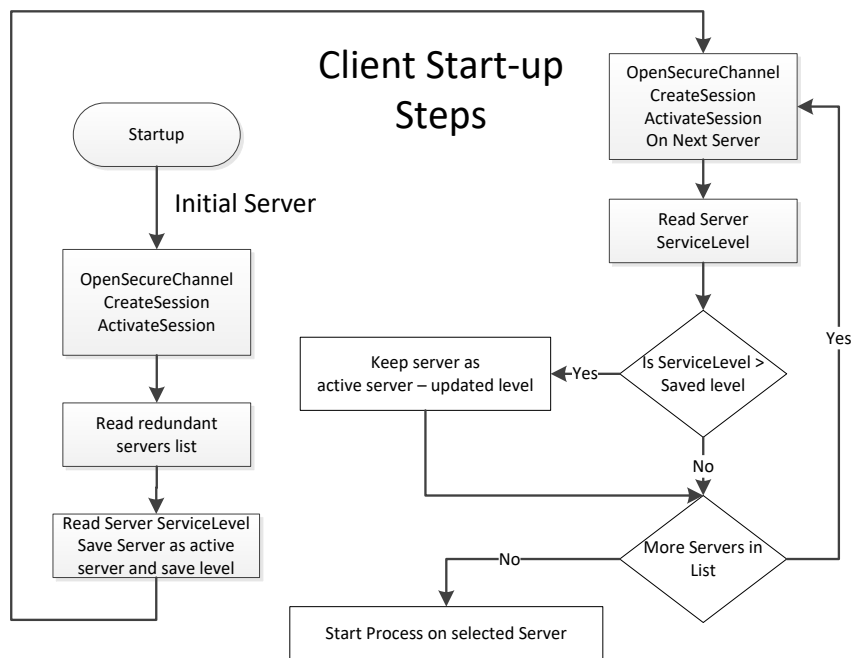 Client Start-up
Steps
Startup
Initial Server
OpenSecureChannel
CreateSession
ActivateSession
Read redundant
servers list
Read Server ServiceLevel
Save Server as active
server and save level
OpenSecureChannel
CreateSession
ActivateSession
On Next Server
Read Server
ServiceLevel
Is ServiceLevel >
Saved level
Yes
Keep server as
active server – updated level
No
More Servers in
List
Yes
No
Start Process on selected Server